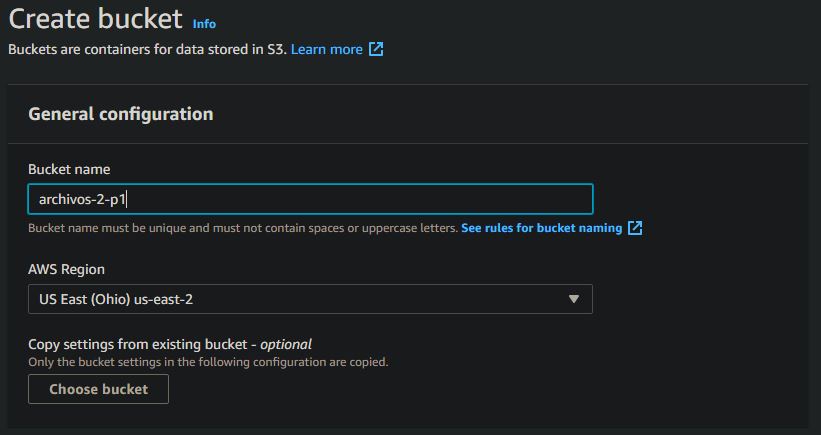 Create bucket Info
Buckets are containers for data stored in S3. Learn more
General configuration
Bucket name
archivos-2-p1
Bucket name must be unique and must not contain spaces or uppercase letters. See rules for bucket naming
AWS Region
US East (Ohio) us-east-2
Copy settings from existing bucket - optional
Only the bucket settings in the following configuration are copied.
Choose bucket